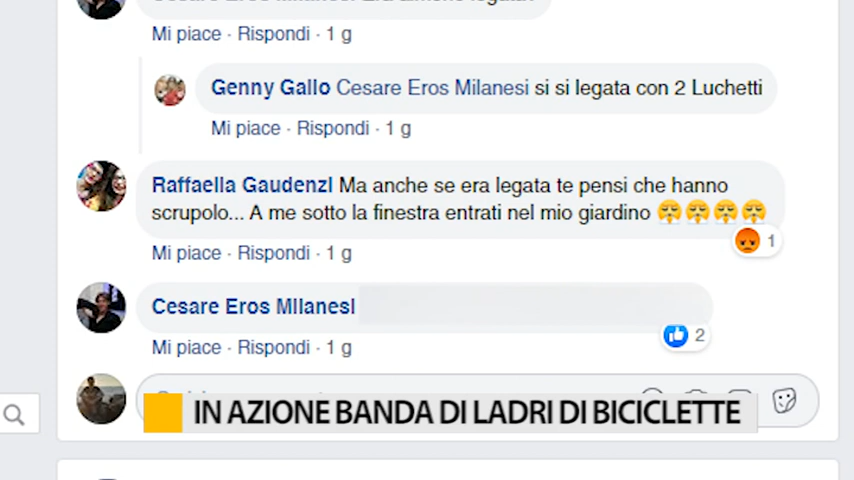 Mi piace · Rispondi · 1 g
Genny Gallo Cesare Eros Milanesi si si legata con 2 Luchetti
Mi piace · Rispondi · 1 g
Raffaella Gaudenzi Ma anche se era legata te pensi che hanno
scrupolo... A me sotto la finestra entrati nel mio giardino 😤😤😤😤
1
Mi piace · Rispondi · 1 g
Cesare Eros Milanesi
2
Mi piace · Rispondi · 1 g
IN AZIONE BANDA DI LADRI DI BICICLETTE